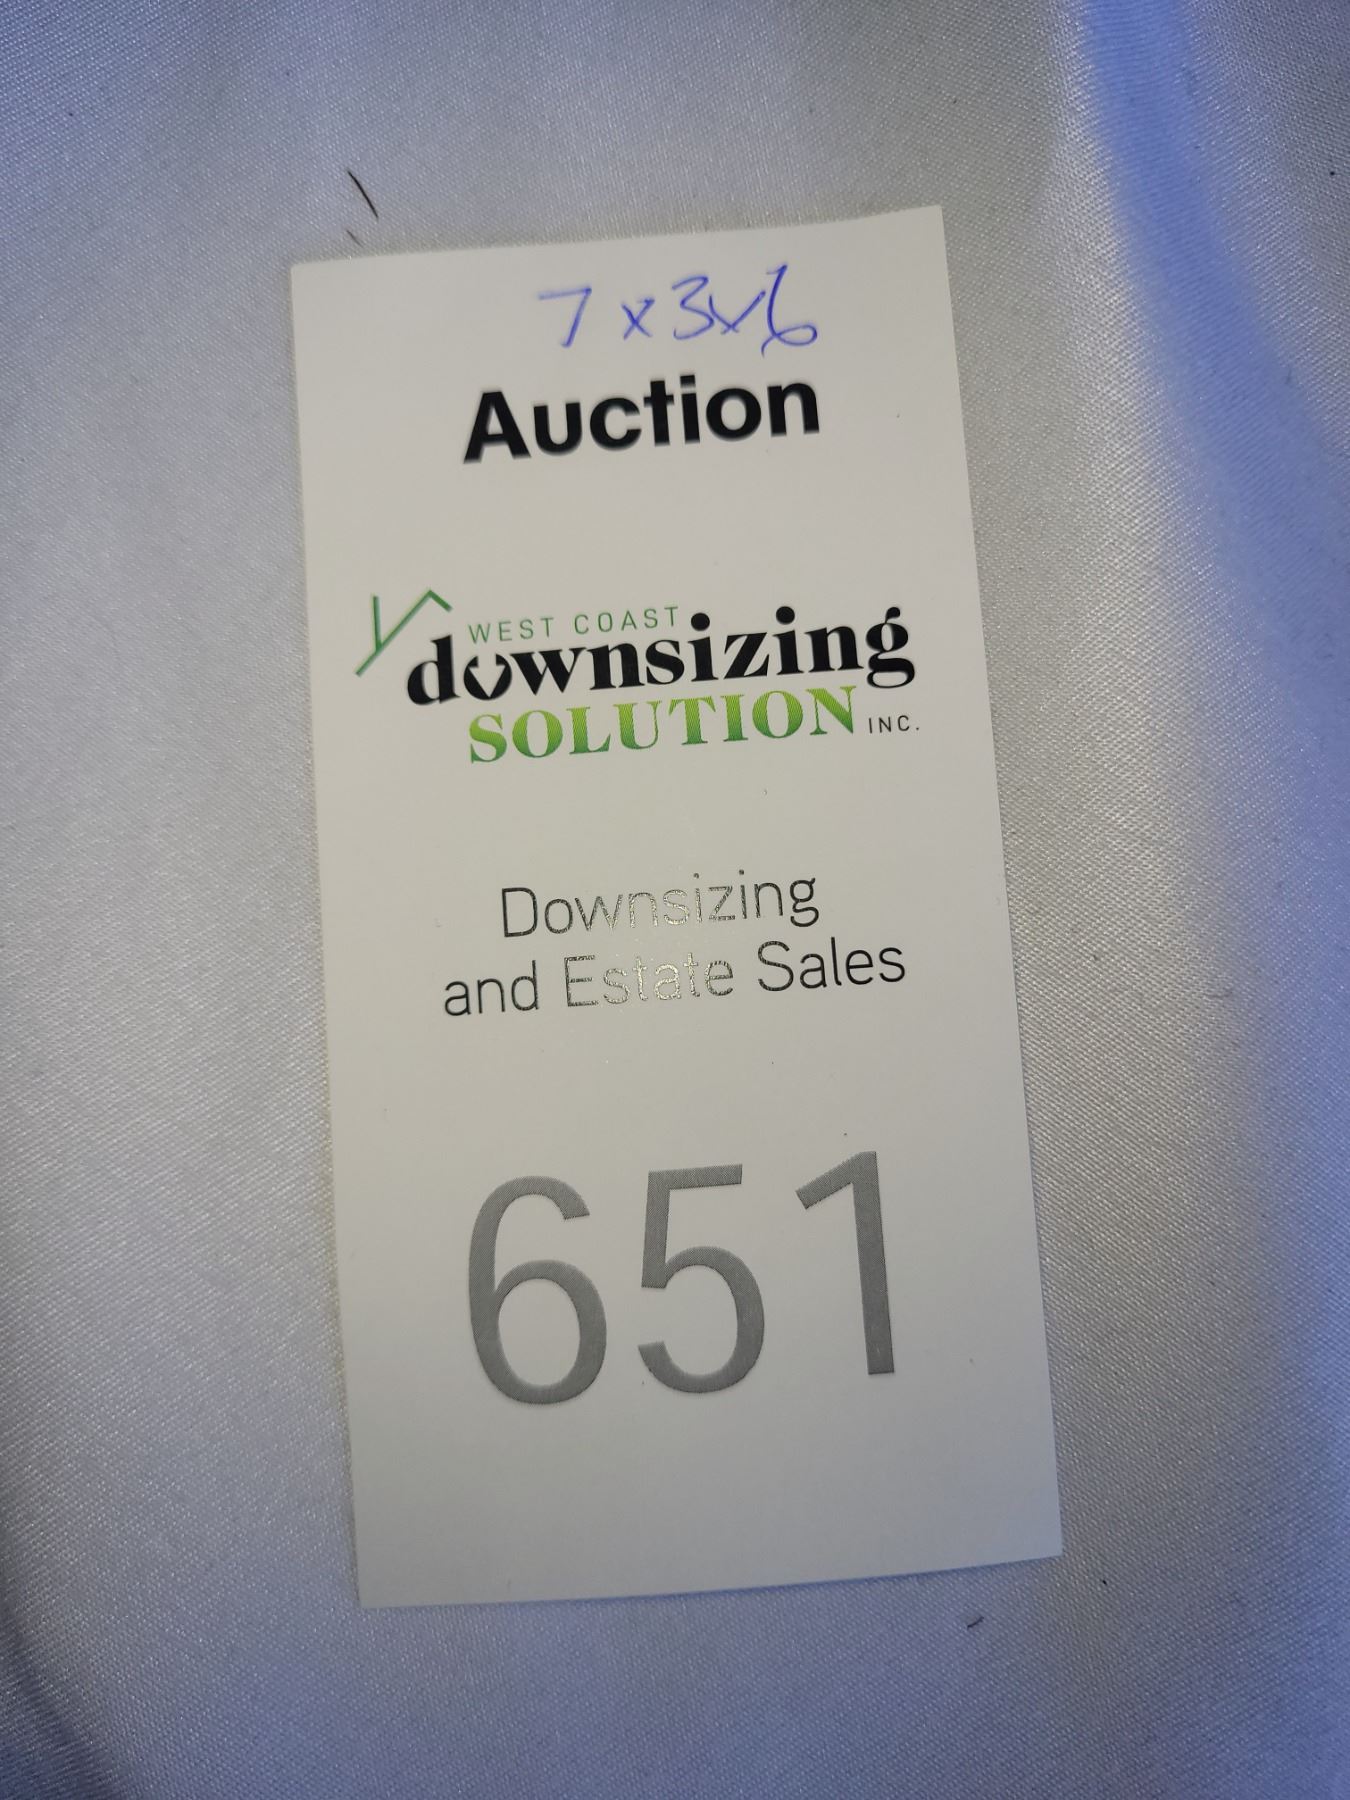 7 x 3 x 6
Auction
WEST COAST
downsizing
SOLUTION INC.
Downsizing
and Estate Sales
651